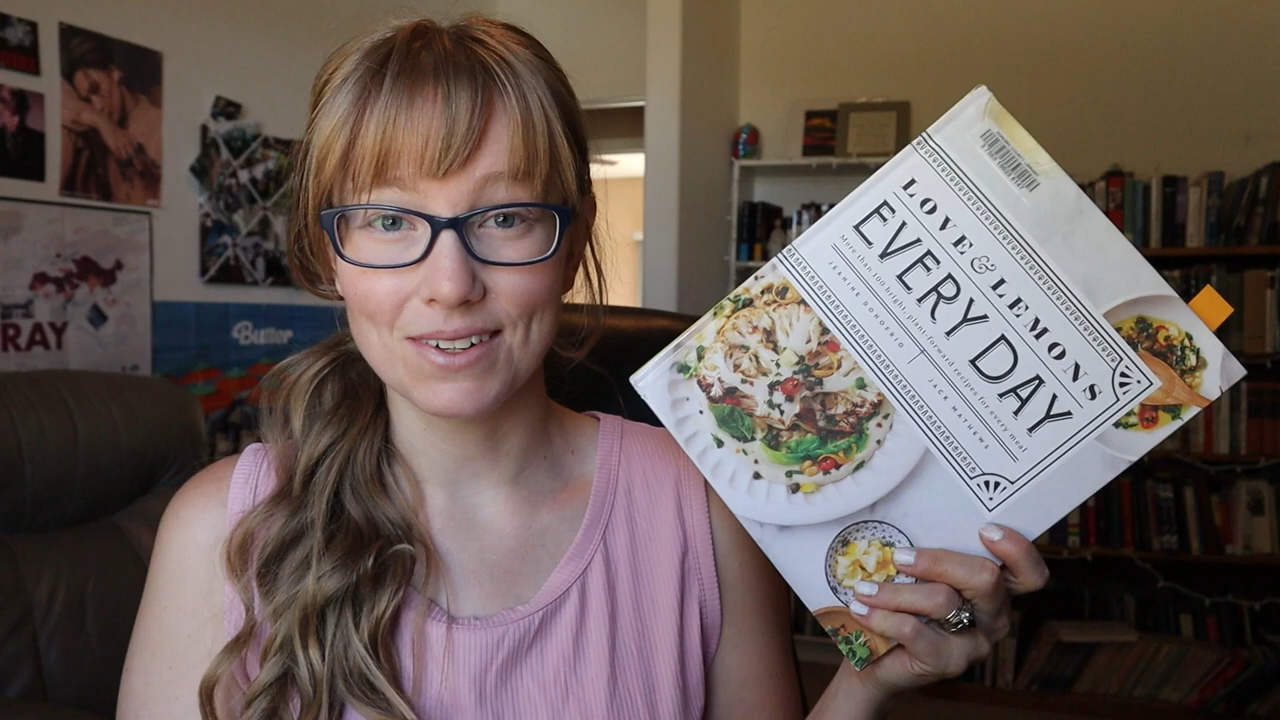 LOVE & LEMONS
EVERY DAY
More than 100 bright, plant-forward recipes for every meal
JEANINE DONOFRIO | JACK MATHEWS
Butter
RAY